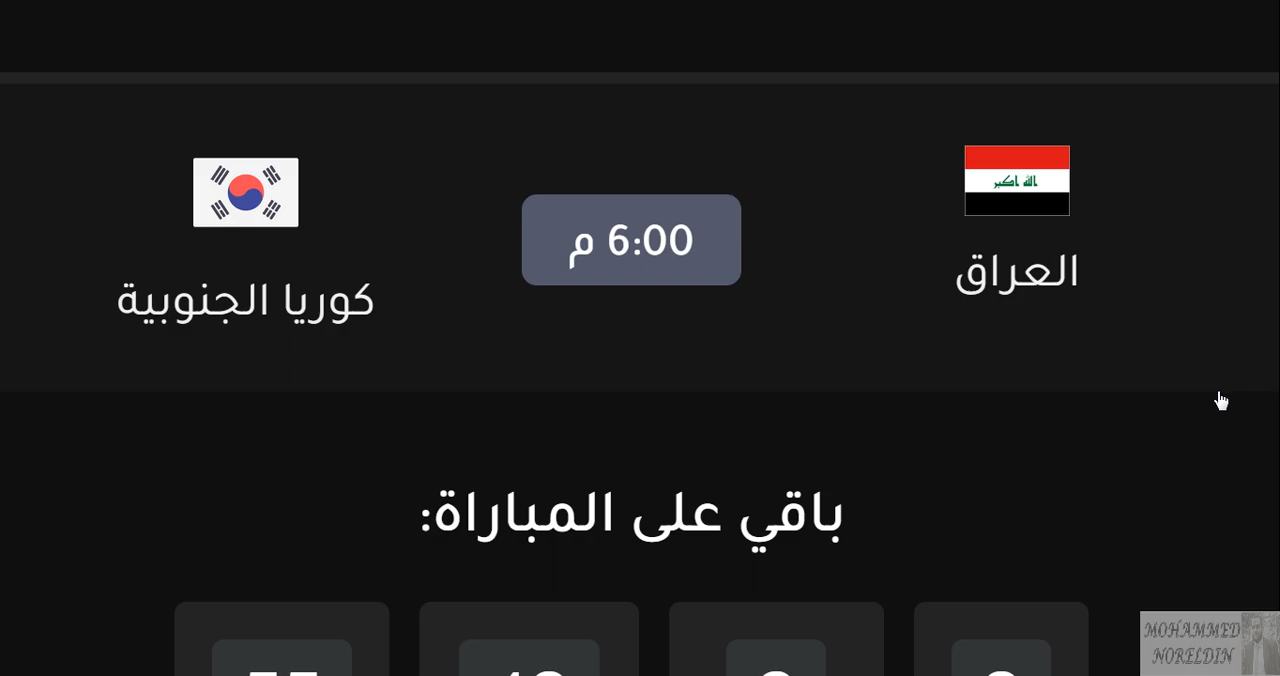 العراق
6:00 م
كوريا الجنوبية
باقي على المباراة:
MOHAMMED
NORELDIN